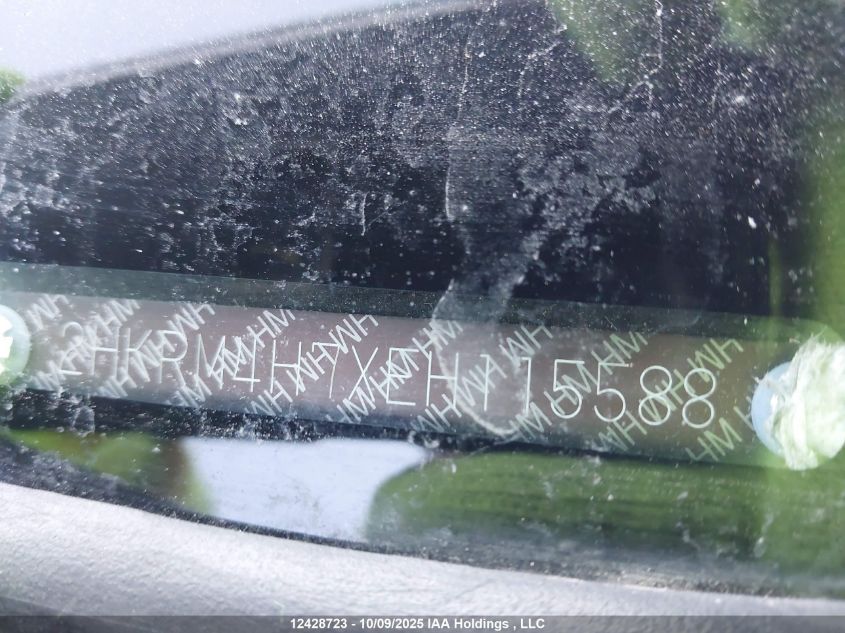 2HKRM4H7XEH115588
12428723 - 10/09/2025 IAA Holdings , LLC